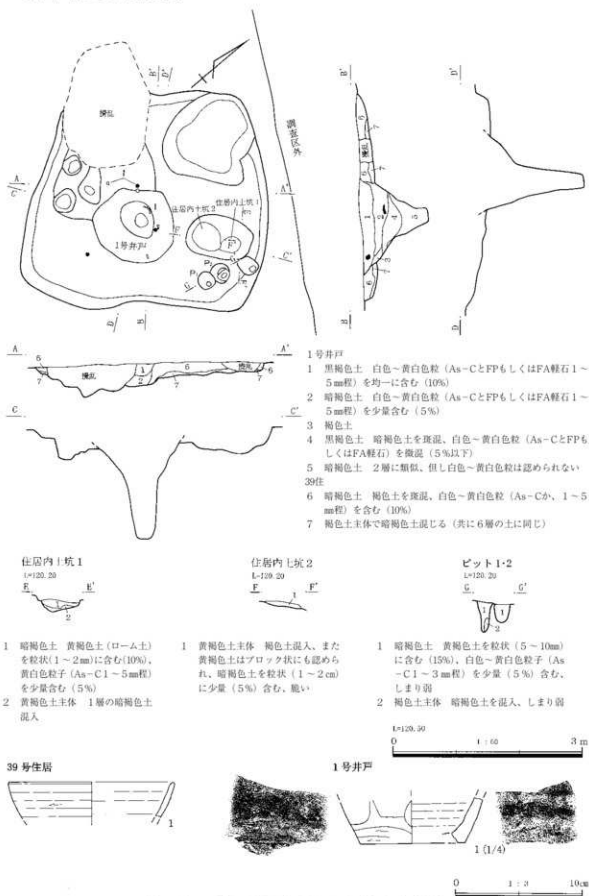 撹乱
調査区外
B'
D'
A
C
A'
C'
住居内土坑2
住居内土坑1
1号井戸
D
B
B'
D'
B
D
A
A'
撹乱
撹乱
C
C'
1号井戸
1 黒褐色土 白色~黄白色粒(As-CとFPもしくはFA軽石1~
5㎜程)を均一に含む(10%)
2 暗褐色土 白色~黄白色粒(As-CとFPもしくはFA軽石1~
5㎜程)を少量含む(5%)
3 褐色土
4 黒褐色土 暗褐色土を斑混、白色~黄白色粒(As-CとFPも
しくはFA軽石)を微混(5%以下)
5 暗褐色土 2層に類似、但し白色~黄白色粒は認められない
39住
6 暗褐色土 褐色土を斑混、白色~黄白色粒(As-Cか、1~5
㎜程)を含む(10%)
7 褐色土主体で暗褐色土混じる(共に6層の土に同じ)
住居内土坑1
L=120.20
E E'
1 暗褐色土 黄褐色土(ローム土)
を粒状(1~2㎜)に含む(10%)、
黄白色粒子(As-C1~5㎜程)
を少量含む(5%)
2 黄褐色土主体 1層の暗褐色土
混入
住居内土坑2
L=120.20
F F'
1 黄褐色土主体 褐色土混入、また
黄褐色土はブロック状にも認めら
れ、暗褐色土を粒状(1~2㎝)
に少量(5%)含む、脆い
ピット1・2
L=120.20
G G'
1 暗褐色土 黄褐色土を粒状(5~10㎜)
に含む(15%)、白色~黄白色粒子(As
-C1~3㎜程)を少量(5%)含む、
しまり弱
2 褐色土主体 暗褐色土を混入、しまり弱
L=120.50
0 1:60 3m
39号住居
1
1号井戸
1(1/4)
0 1:3 10cm